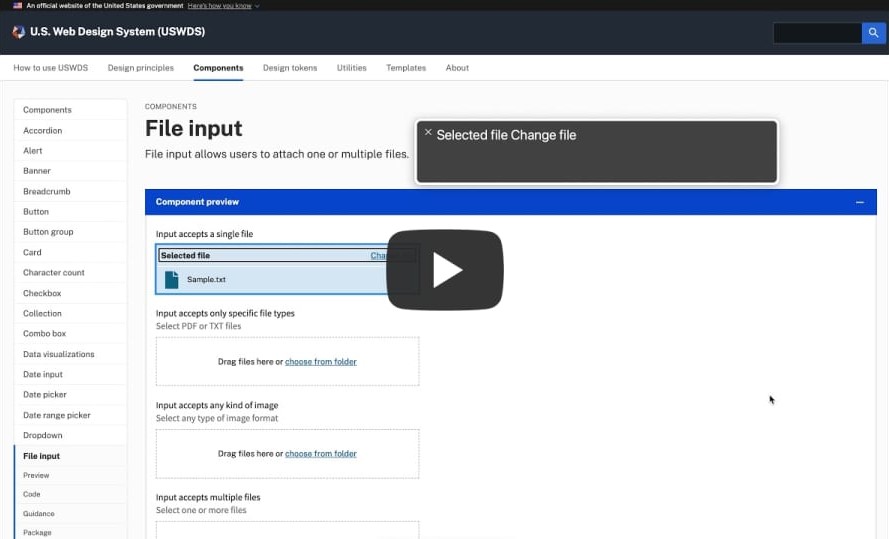 An official website of the United States government Here's how you know
U.S. Web Design System (USWDS)
How to use USWDS Design principles Components Design tokens Utilities Templates About
Components
Accordion
Alert
Banner
Breadcrumb
Button
Button group
Card
Character count
Checkbox
Collection
Combo box
Data visualizations
Date input
Date picker
Date range picker
Dropdown
File input
Preview
Code
Guidance
Package
COMPONENTS
File input
File input allows users to attach one or multiple files.
× Selected file Change file
Component preview
Input accepts a single file
Selected file
Sample.txt
Input accepts only specific file types
Select PDF or TXT files
Drag files here or choose from folder
Input accepts any kind of image
Select any type of image format
Drag files here or choose from folder
Input accepts multiple files
Select one or more files